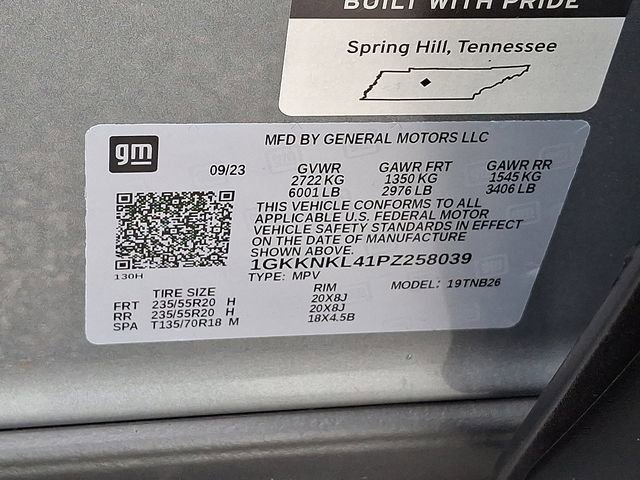 BUILT WITH PRIDE
Spring Hill, Tennessee
gm
MFD BY GENERAL MOTORS LLC
09/23 GVWR GAWR FRT GAWR RR
2722 KG 1350 KG 1545 KG
6001 LB 2976 LB 3406 LB
THIS VEHICLE CONFORMS TO ALL
APPLICABLE U.S. FEDERAL MOTOR
VEHICLE SAFETY STANDARDS IN EFFECT
ON THE DATE OF MANUFACTURE
SHOWN ABOVE.
1GKKNKL41PZ258039
130H
TYPE: MPV MODEL: 19TNB26
TIRE SIZE RIM
FRT 235/55R20 H 20X8J
RR 235/55R20 H 20X8J
SPA T135/70R18 M 18X4.5B